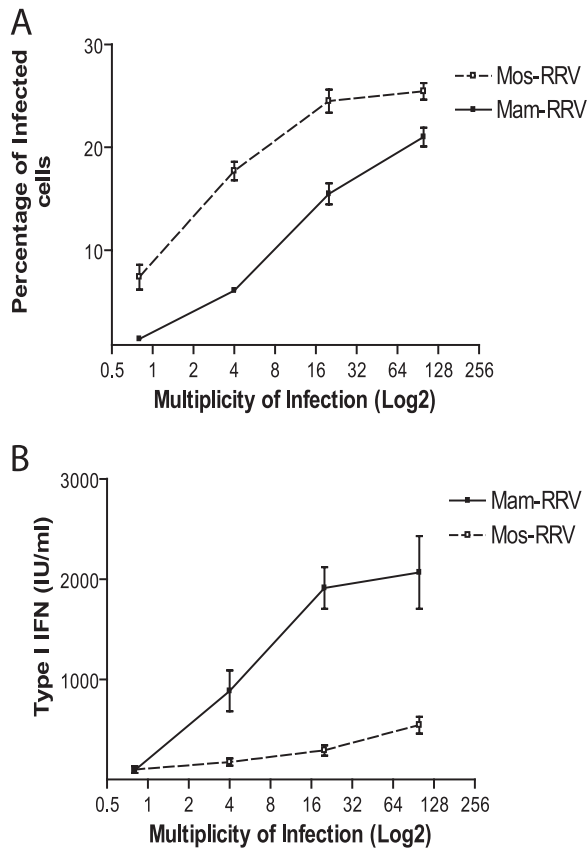 A
Percentage of Infected
cells
30
20
10
0.5 1 2 4 8 16 32 64 128 256
Multiplicity of Infection (Log2)
Mos-RRV
Mam-RRV
B
Type I IFN (IU/ml)
3000
2000
1000
0.5 1 2 4 8 16 32 64 128 256
Multiplicity of Infection (Log2)
Mam-RRV
Mos-RRV